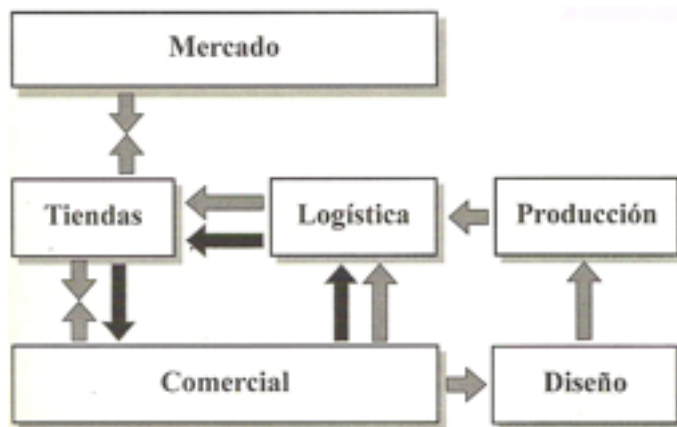 Mercado
Tiendas
Logística
Producción
Comercial
Diseño